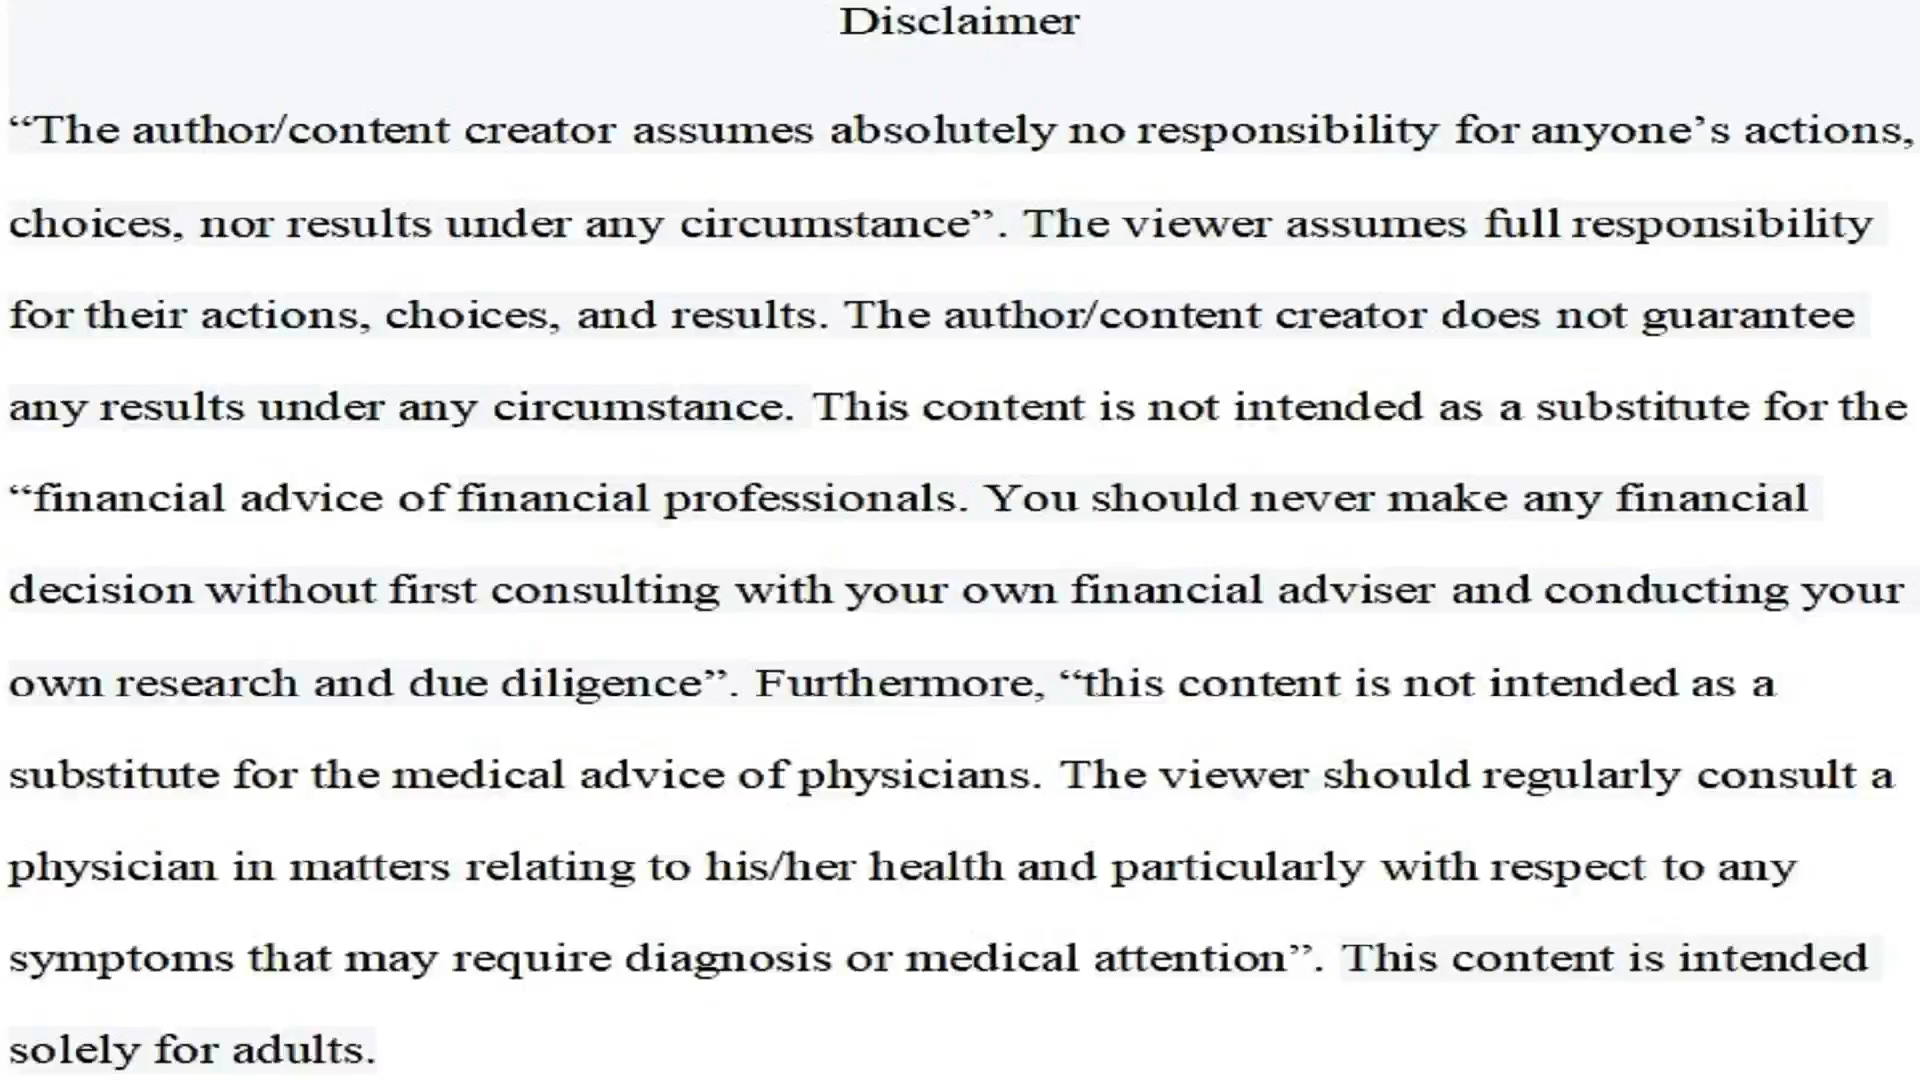 Disclaimer
“The author/content creator assumes absolutely no responsibility for anyone’s actions,
choices, nor results under any circumstance”. The viewer assumes full responsibility
for their actions, choices, and results. The author/content creator does not guarantee
any results under any circumstance. This content is not intended as a substitute for the
“financial advice of financial professionals. You should never make any financial
decision without first consulting with your own financial adviser and conducting your
own research and due diligence”. Furthermore, “this content is not intended as a
substitute for the medical advice of physicians. The viewer should regularly consult a
physician in matters relating to his/her health and particularly with respect to any
symptoms that may require diagnosis or medical attention”. This content is intended
solely for adults.